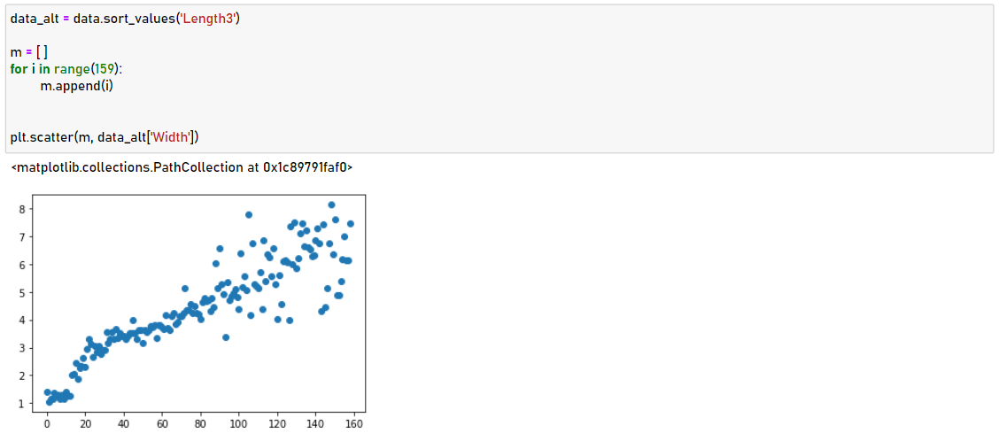 data_alt = data.sort_values('Length3')
m = [ ]
for i in range(159):
m.append(i)
plt.scatter(m, data_alt['Width'])
<matplotlib.collections.PathCollection at 0x1c89791faf0>
8
7
6
5
4
3
2
1
0 20 40 60 80 100 120 140 160